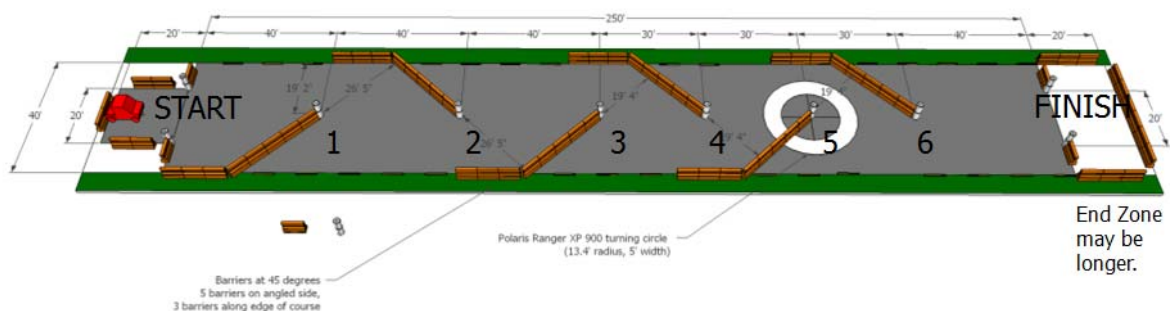 250'
20'
40'
40'
40'
30'
30'
40'
20'
40'
20'
19' 2"
26' 5"
19' 4"
19' 4"
26' 5"
19' 4"
START
1
2
3
4
5
6
FINISH
20'
Polaris Ranger XP 900 turning circle
(13.4' radius, 5' width)
End Zone
may be
longer.
Barriers at 45 degrees
5 barriers on angled side,
3 barriers along edge of course